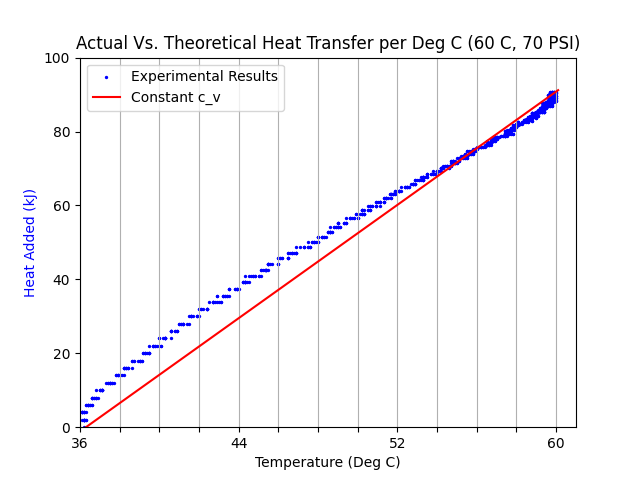 Actual Vs. Theoretical Heat Transfer per Deg C (60 C, 70 PSI)
Experimental Results
Constant c_v
Heat Added (kJ)
100
80
60
40
20
0
36 44 52 60
Temperature (Deg C)